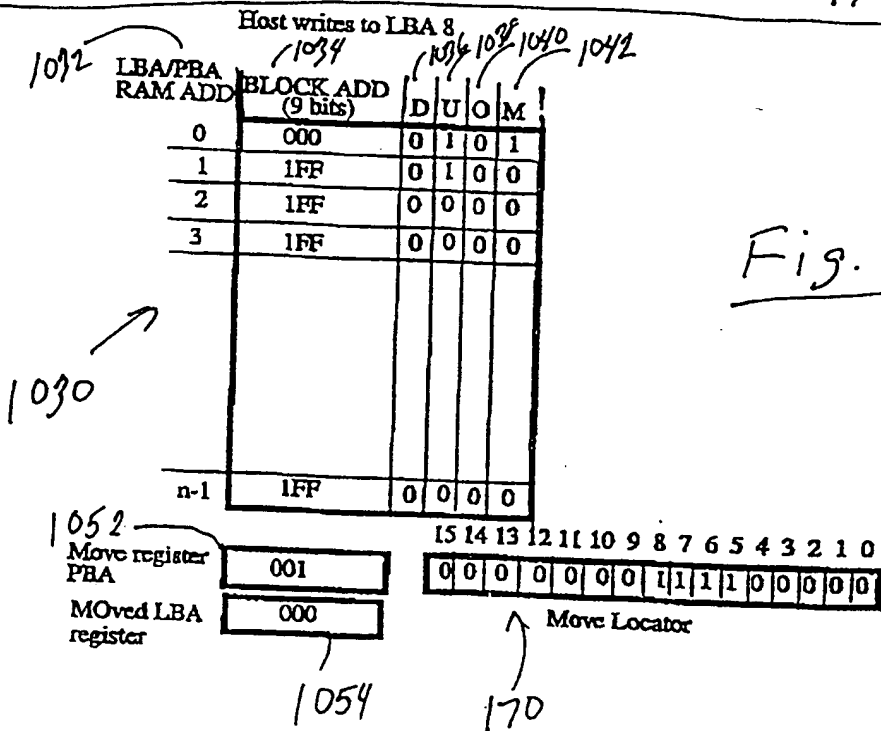 Host writes to LBA 8
1032 1034 1036 1038 1040 1042
LBA/PBA RAM ADD BLOCK ADD (9 bits) D U O M
0 000 0 1 0 1
1 1FF 0 1 0 0
2 1FF 0 0 0 0
3 1FF 0 0 0 0
Fig.
1030
n-1 1FF 0 0 0 0
1052
15 14 13 12 11 10 9 8 7 6 5 4 3 2 1 0
Move register PBA 001 0 0 0 0 0 0 0 1 1 1 1 0 0 0 0 0
MOved LBA register 000 Move Locator
1054 170